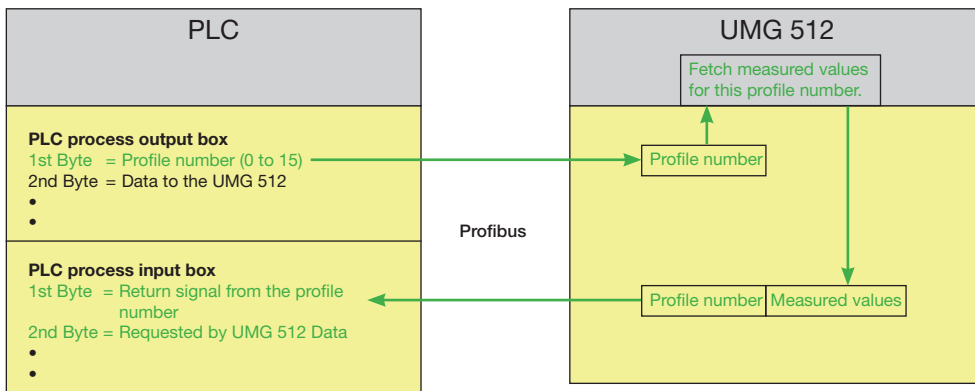 PLC
PLC process output box
1st Byte = Profile number (0 to 15)
2nd Byte = Data to the UMG 512
•
•
PLC process input box
1st Byte = Return signal from the profile
number
2nd Byte = Requested by UMG 512 Data
•
•
Profibus
UMG 512
Fetch measured values
for this profile number.
Profile number
Profile number Measured values